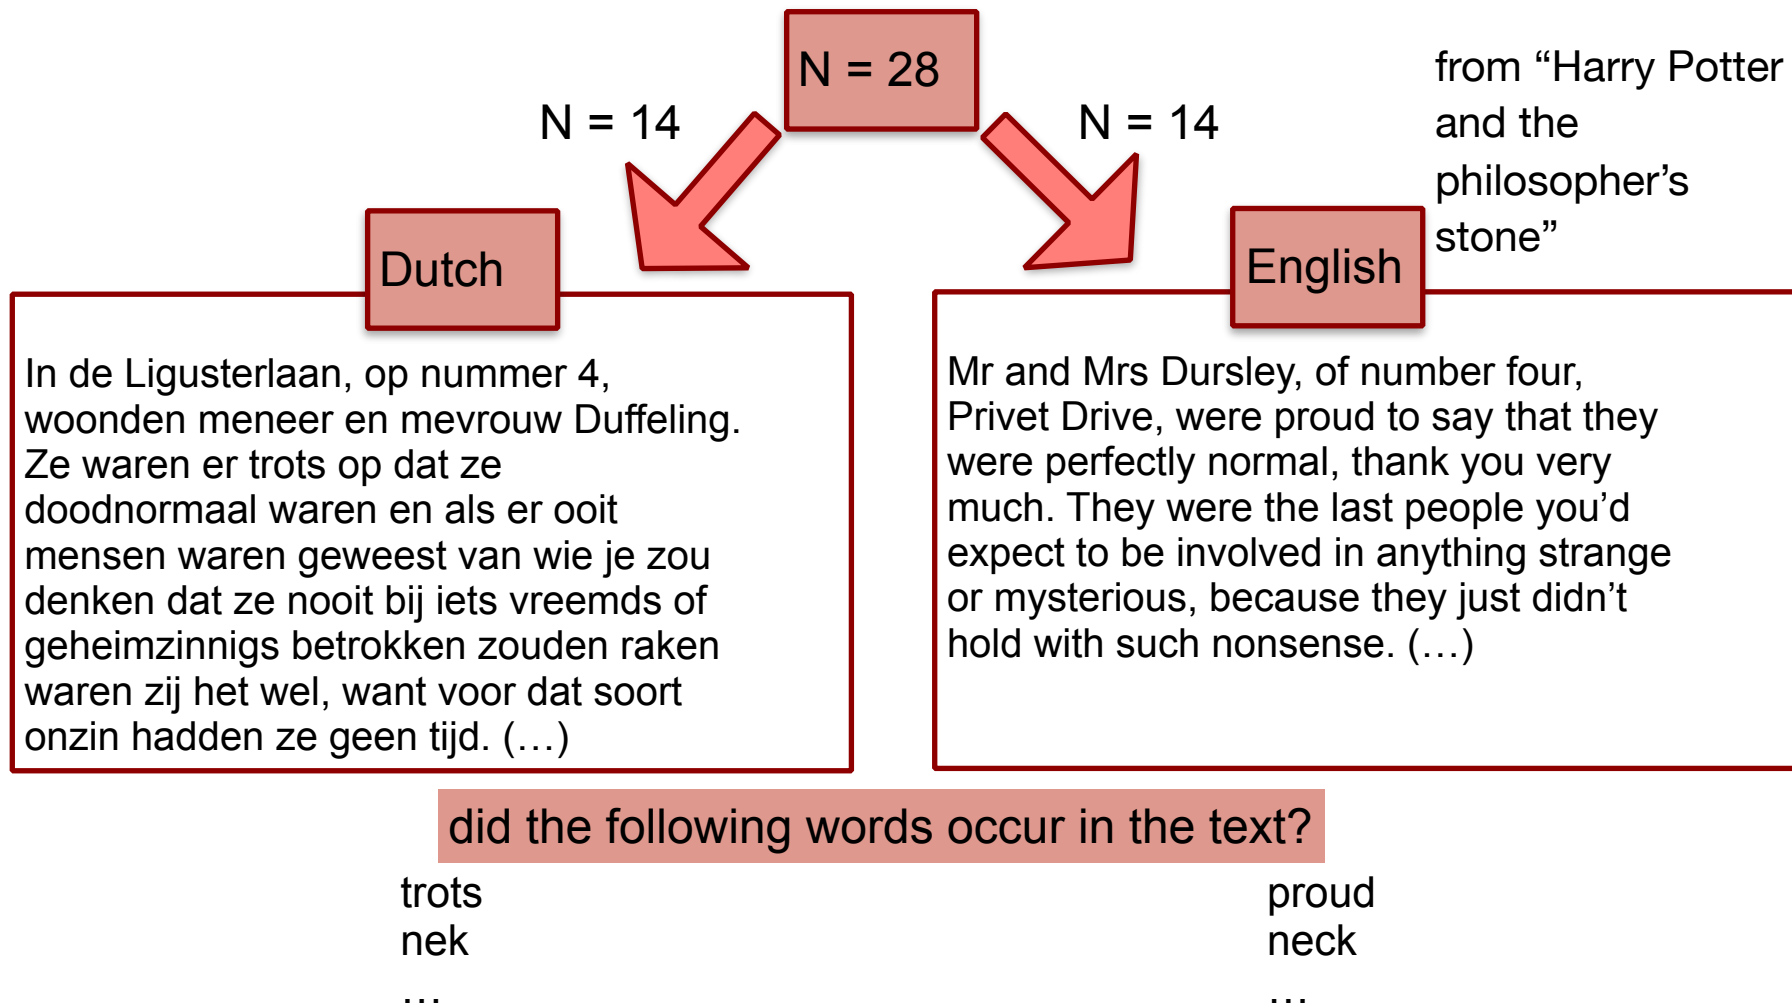 N = 28
N = 14
N = 14
from “Harry Potter
and the
philosopher’s
stone”
Dutch
In de Ligusterlaan, op nummer 4,
woonden meneer en mevrouw Duffeling.
Ze waren er trots op dat ze
doodnormaal waren en als er ooit
mensen waren geweest van wie je zou
denken dat ze nooit bij iets vreemds of
geheimzinnigs betrokken zouden raken
waren zij het wel, want voor dat soort
onzin hadden ze geen tijd. (…)
English
Mr and Mrs Dursley, of number four,
Privet Drive, were proud to say that they
were perfectly normal, thank you very
much. They were the last people you’d
expect to be involved in anything strange
or mysterious, because they just didn’t
hold with such nonsense. (…)
did the following words occur in the text?
trots
nek
…
proud
neck
…